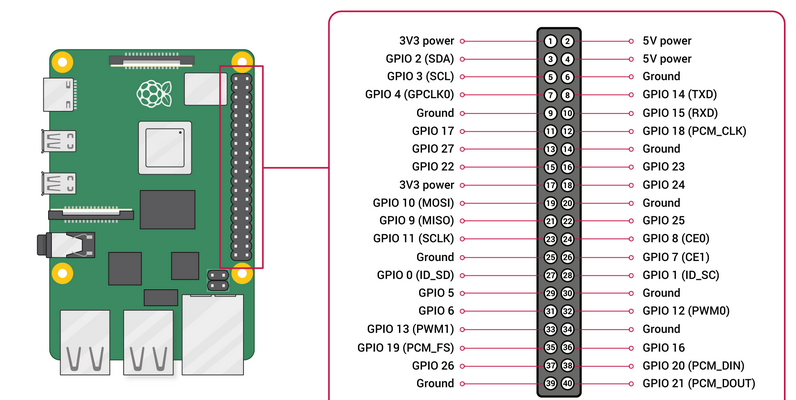 3V3 power 1 2 5V power
GPIO 2 (SDA) 3 4 5V power
GPIO 3 (SCL) 5 6 Ground
GPIO 4 (GPCLK0) 7 8 GPIO 14 (TXD)
Ground 9 10 GPIO 15 (RXD)
GPIO 17 11 12 GPIO 18 (PCM_CLK)
GPIO 27 13 14 Ground
GPIO 22 15 16 GPIO 23
3V3 power 17 18 GPIO 24
GPIO 10 (MOSI) 19 20 Ground
GPIO 9 (MISO) 21 22 GPIO 25
GPIO 11 (SCLK) 23 24 GPIO 8 (CE0)
Ground 25 26 GPIO 7 (CE1)
GPIO 0 (ID_SD) 27 28 GPIO 1 (ID_SC)
GPIO 5 29 30 Ground
GPIO 6 31 32 GPIO 12 (PWM0)
GPIO 13 (PWM1) 33 34 Ground
GPIO 19 (PCM_FS) 35 36 GPIO 16
GPIO 26 37 38 GPIO 20 (PCM_DIN)
Ground 39 40 GPIO 21 (PCM_DOUT)